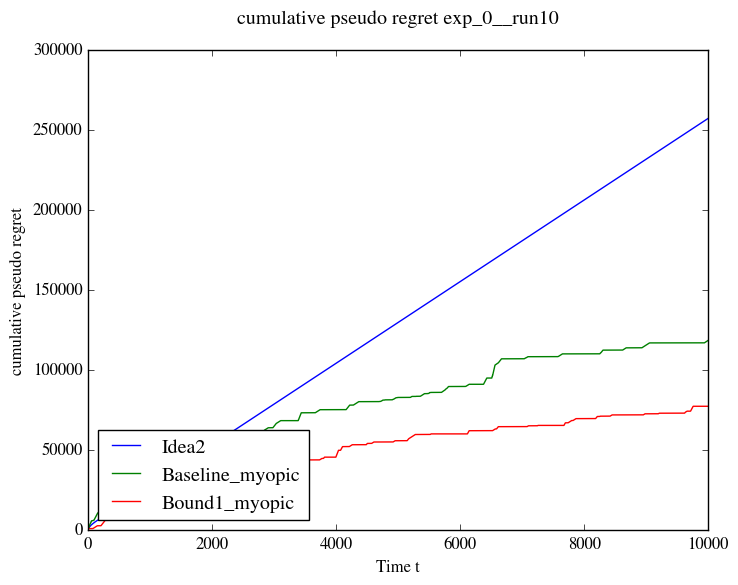 cumulative pseudo regret exp_0__run10
300000
250000
200000
150000
100000
50000
0
cumulative pseudo regret
Idea2
Baseline_myopic
Bound1_myopic
0 2000 4000 6000 8000 10000
Time t